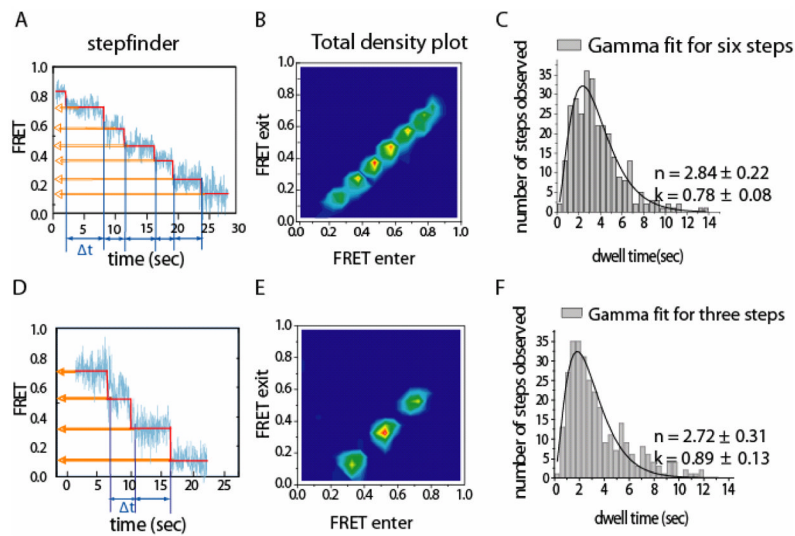 A
stepfinder
1.0
0.8
0.6
0.4
0.2
0.0
FRET
0
5
10
15
20
25
30
Δt
time (sec)
B
Total density plot
1.0
0.8
0.6
0.4
0.2
0.0
FRET exit
0.0 0.2 0.4 0.6 0.8 1.0
FRET enter
C
Gamma fit for six steps
35
30
25
20
15
10
5
0
number of steps observed
n = 2.84 ± 0.22
k = 0.78 ± 0.08
0 2 4 6 8 10 12 14
dwell time(sec)
D
1.0
0.8
0.6
0.4
0.2
0.0
FRET
0 5 10 15 20 25
Δt
time (sec)
E
1.0
0.8
0.6
0.4
0.2
0.0
FRET exit
0.0 0.2 0.4 0.6 0.8 1.0
FRET enter
F
Gamma fit for three steps
35
30
25
20
15
10
5
0
number of steps observed
n = 2.72 ± 0.31
k = 0.89 ± 0.13
0 2 4 6 8 10 12 14
dwell time (sec)